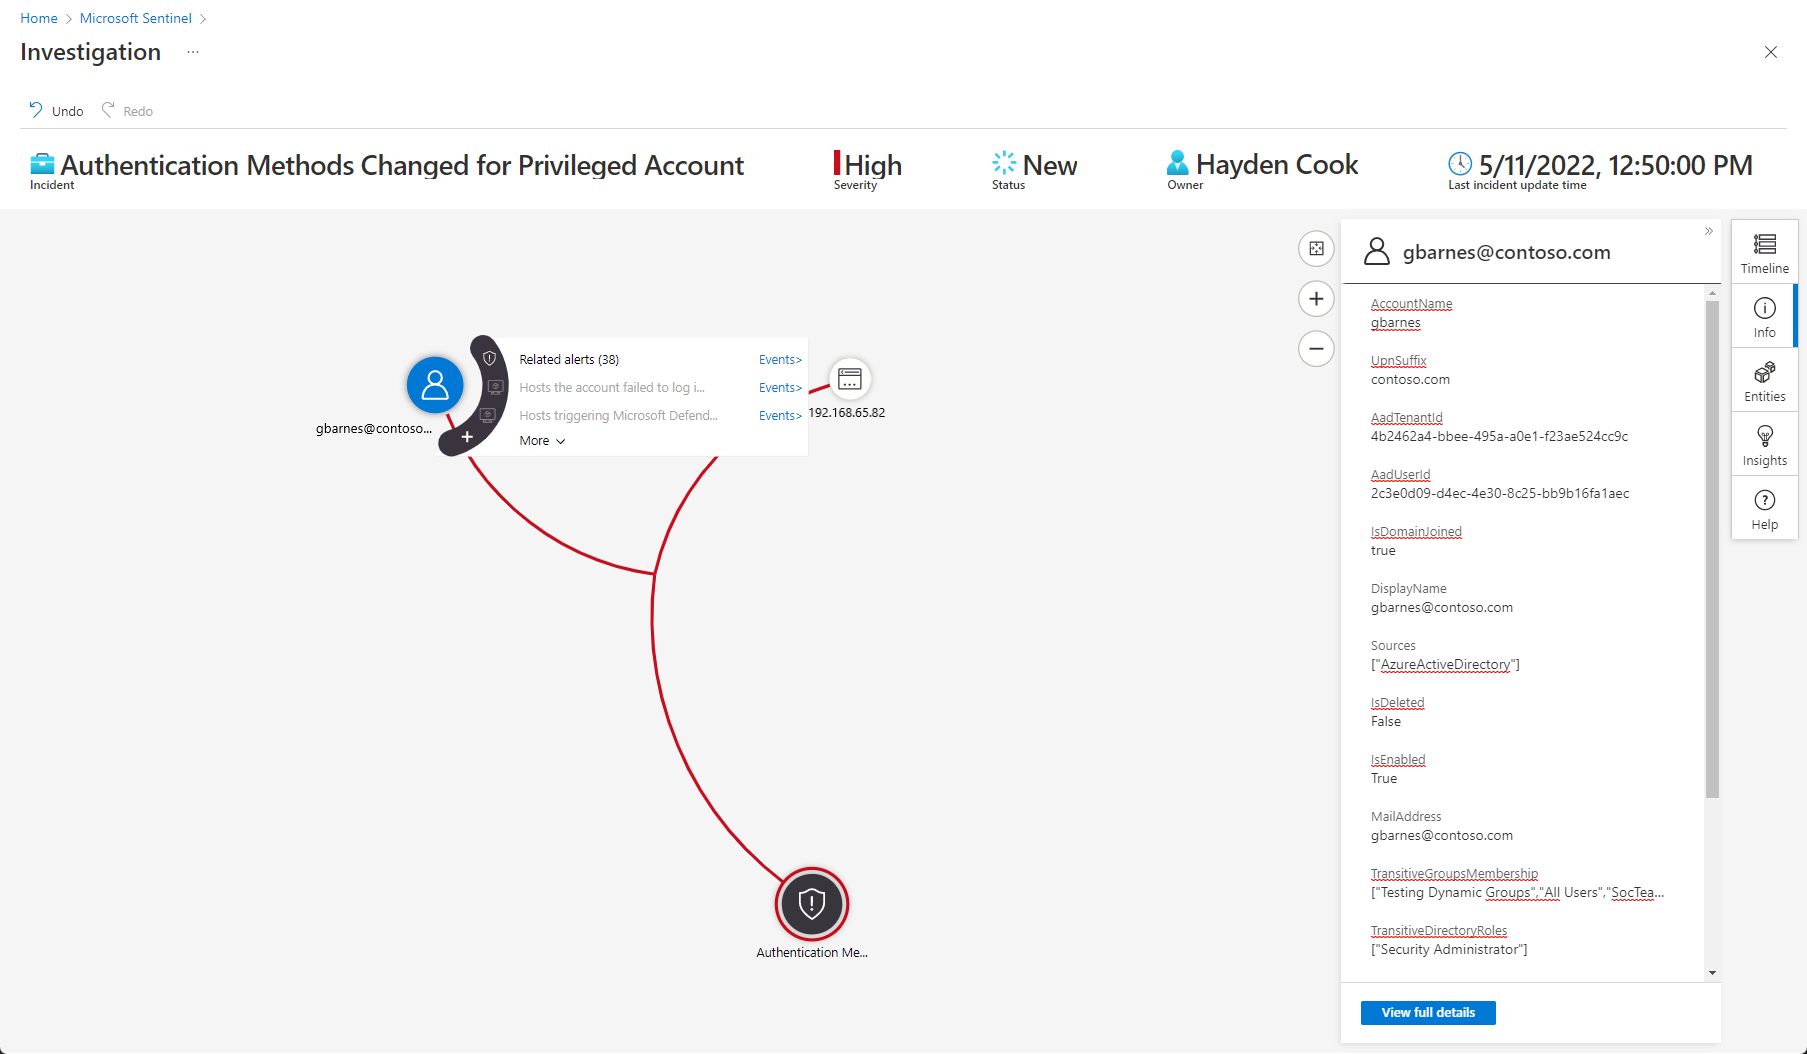 Home > Microsoft Sentinel >
Investigation ...
Undo Redo
Authentication Methods Changed for Privileged Account
Incident
High
Severity
New
Status
Hayden Cook
Owner
5/11/2022, 12:50:00 PM
Last incident update time
gbarnes@contoso...
Related alerts (38) Events>
Hosts the account failed to log i... Events>
Hosts triggering Microsoft Defend... Events>
More
192.168.65.82
Authentication Me...
gbarnes@contoso.com
AccountName
gbarnes
UpnSuffix
contoso.com
AadTenantId
4b2462a4-bbee-495a-a0e1-f23ae524cc9c
AadUserId
2c3e0d09-d4ec-4e30-8c25-bb9b16fa1aec
IsDomainJoined
true
DisplayName
gbarnes@contoso.com
Sources
["AzureActiveDirectory"]
IsDeleted
False
IsEnabled
True
MailAddress
gbarnes@contoso.com
TransitiveGroupsMembership
["Testing Dynamic Groups","All Users","SocTea...
TransitiveDirectoryRoles
["Security Administrator"]
View full details
Timeline
Info
Entities
Insights
Help